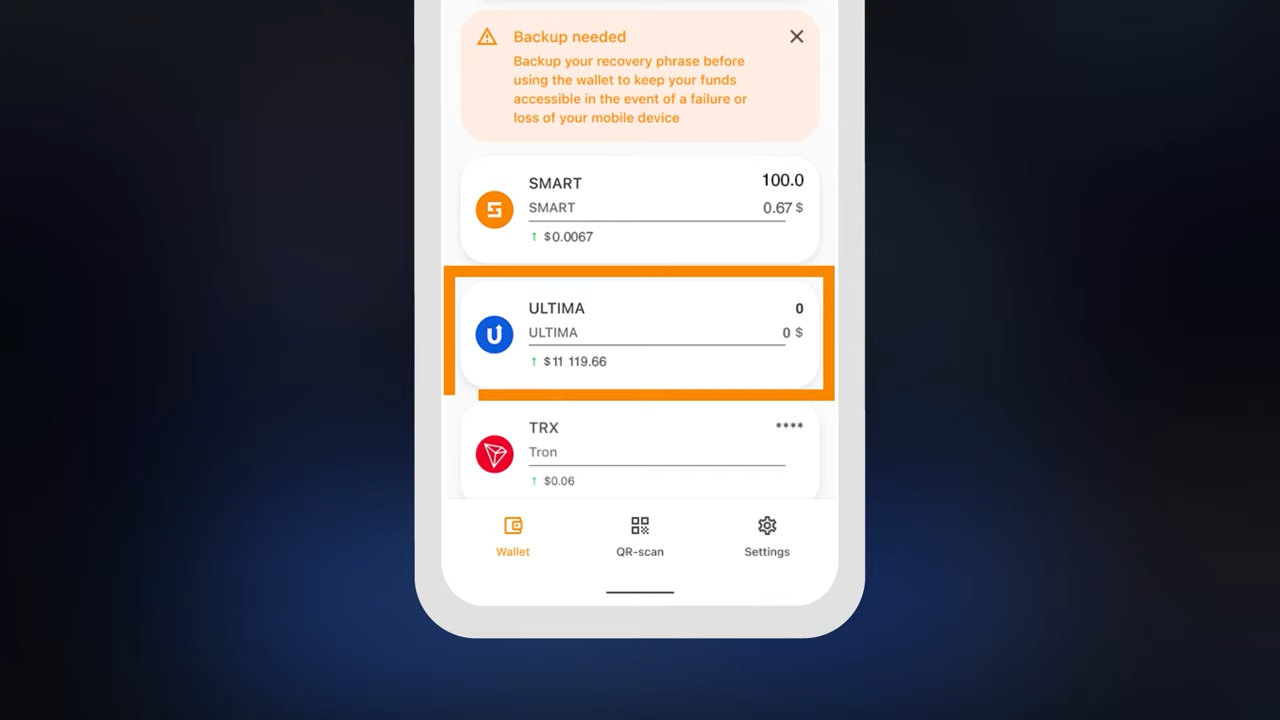 Backup needed
Backup your recovery phrase before
using the wallet to keep your funds
accessible in the event of a failure or
loss of your mobile device
SMART 100.0
SMART 0.67 $
↑ $0.0067
ULTIMA 0
ULTIMA 0 $
↑ $11 119.66
TRX ****
Tron
↑ $0.06
Wallet QR-scan Settings